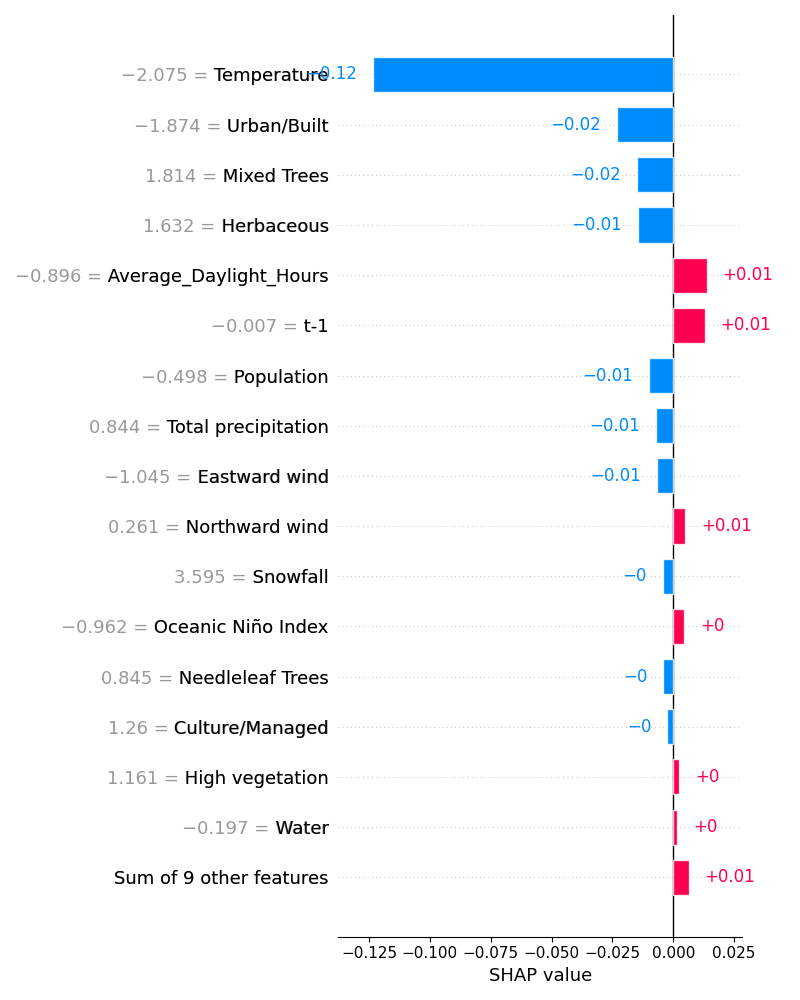 −2.075 = Temperature −0.12
−1.874 = Urban/Built −0.02
1.814 = Mixed Trees −0.02
1.632 = Herbaceous −0.01
−0.896 = Average_Daylight_Hours +0.01
−0.007 = t-1 +0.01
−0.498 = Population −0.01
0.844 = Total precipitation −0.01
−1.045 = Eastward wind −0.01
0.261 = Northward wind +0.01
3.595 = Snowfall −0
−0.962 = Oceanic Niño Index +0
0.845 = Needleleaf Trees −0
1.26 = Culture/Managed −0
1.161 = High vegetation +0
−0.197 = Water +0
Sum of 9 other features +0.01
−0.125 −0.100 −0.075 −0.050 −0.025 0.000 0.025
SHAP value